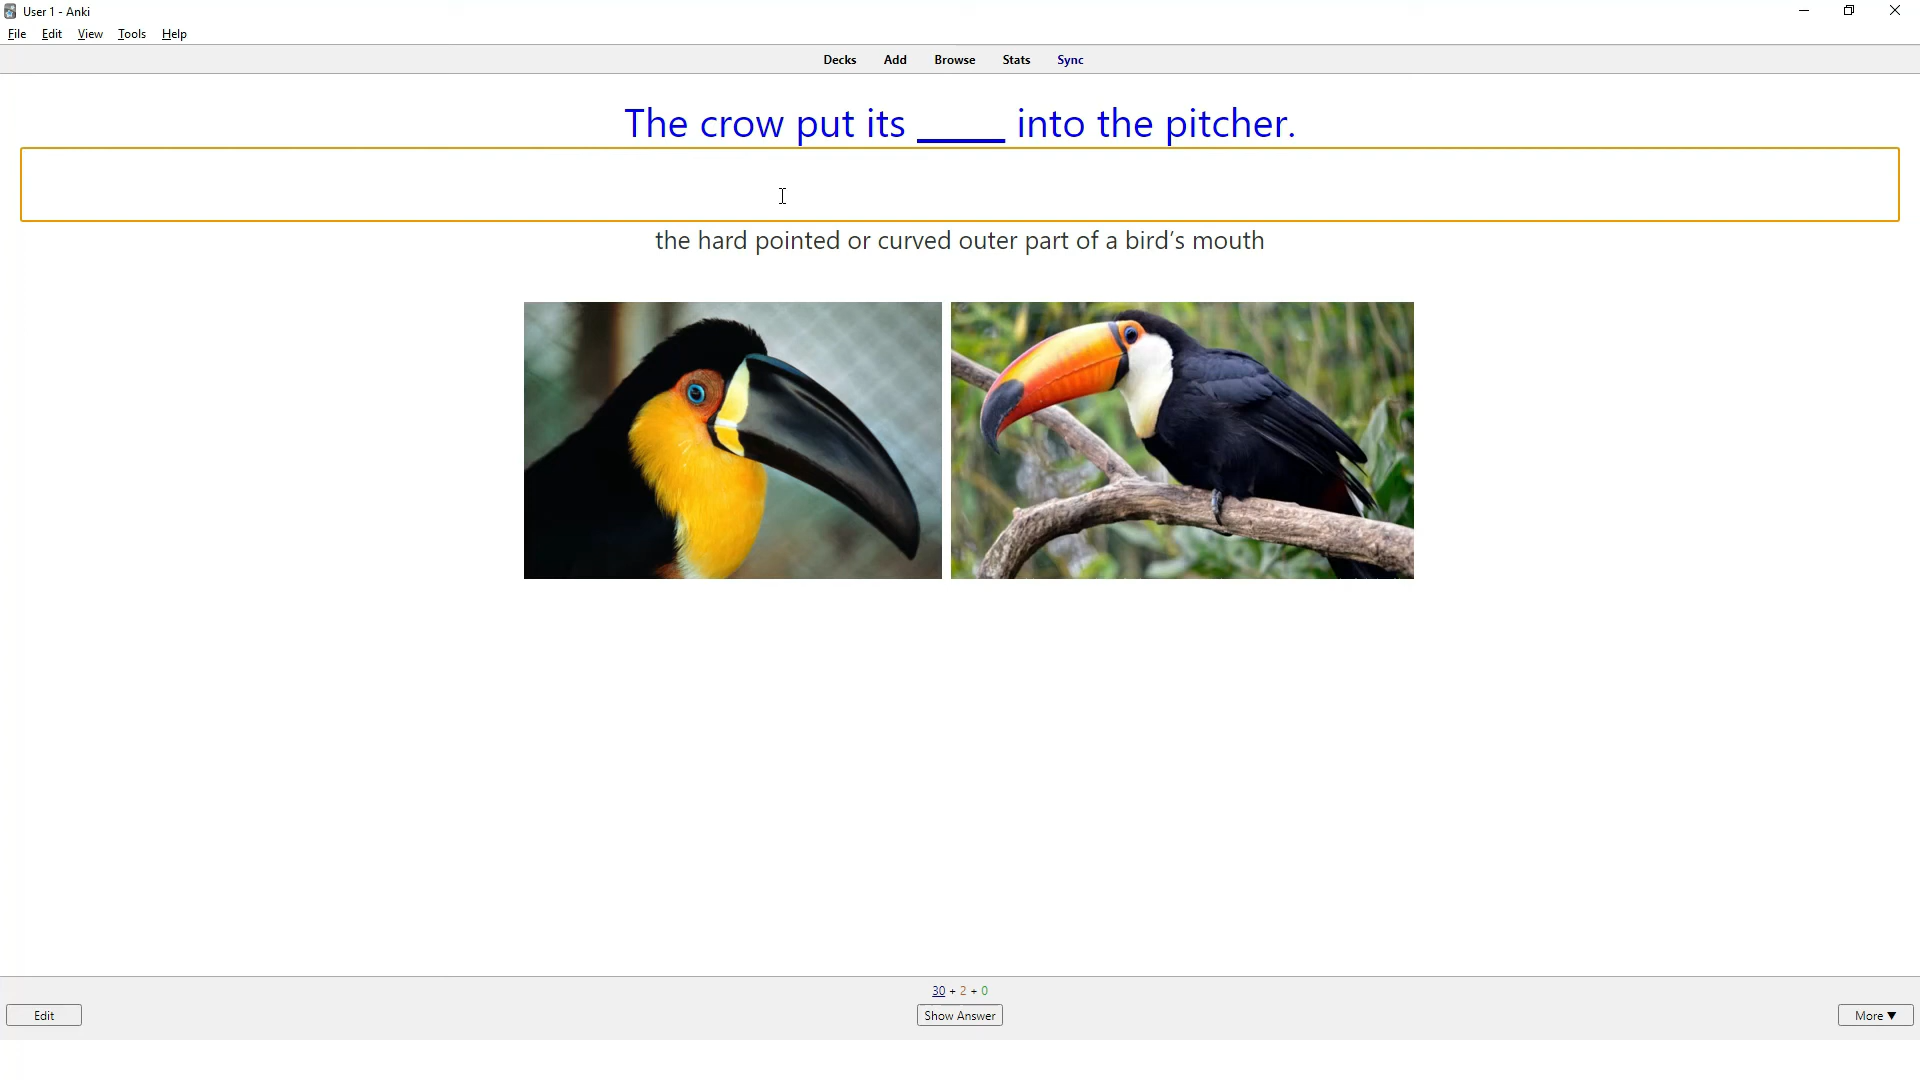 User 1 - Anki
File Edit View Tools Help
Decks Add Browse Stats Sync
The crow put its _____ into the pitcher.
the hard pointed or curved outer part of a bird's mouth
30 + 2 + 0
Edit Show Answer More ▼